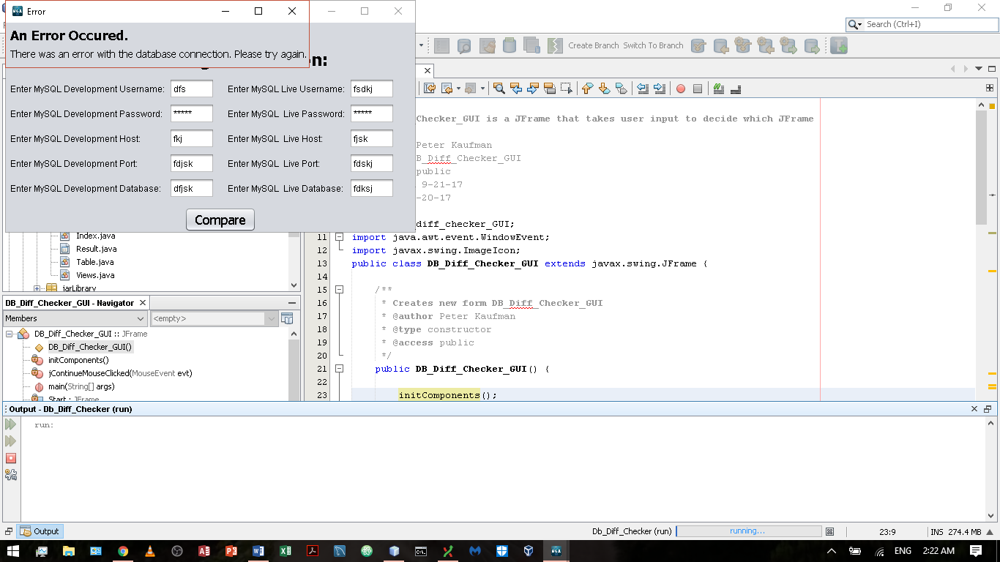 Error
An Error Occured.
There was an error with the database connection. Please try again.
n:
Enter MySQL Development Username: dfs Enter MySQL Live Username: fsdkj
Enter MySQL Development Password: ***** Enter MySQL Live Password: *****
Enter MySQL Development Host: fkj Enter MySQL Live Host: fjsk
Enter MySQL Development Port: fdjsk Enter MySQL Live Port: fdskj
Enter MySQL Development Database: dfjsk Enter MySQL Live Database: fdksj
Compare
Search (Ctrl+I)
Create Branch Switch To Branch
Checker_GUI is a JFrame that takes user input to decide which JFrame
Peter Kaufman
B_Diff_Checker_GUI
public
9-21-17
-20-17
diff_checker_GUI;
11 import java.awt.event.WindowEvent;
12 import javax.swing.ImageIcon;
13 public class DB_Diff_Checker_GUI extends javax.swing.JFrame {
14
15 /**
16 * Creates new form DB_Diff_Checker_GUI
17 * @author Peter Kaufman
18 * @type constructor
19 * @access public
20 */
21 public DB_Diff_Checker_GUI() {
22
23 initComponents();
Index.java
Result.java
Table.java
Views.java
jarLibrary
DB_Diff_Checker_GUI - Navigator
Members <empty>
DB_Diff_Checker_GUI :: JFrame
DB_Diff_Checker_GUI()
initComponents()
jContinueMouseClicked(MouseEvent evt)
main(String[] args)
Start : JFrame
Output - Db_Diff_Checker (run)
run:
Output
Db_Diff_Checker (run) running... 23:9 INS 274.4 MB
ENG 2:22 AM